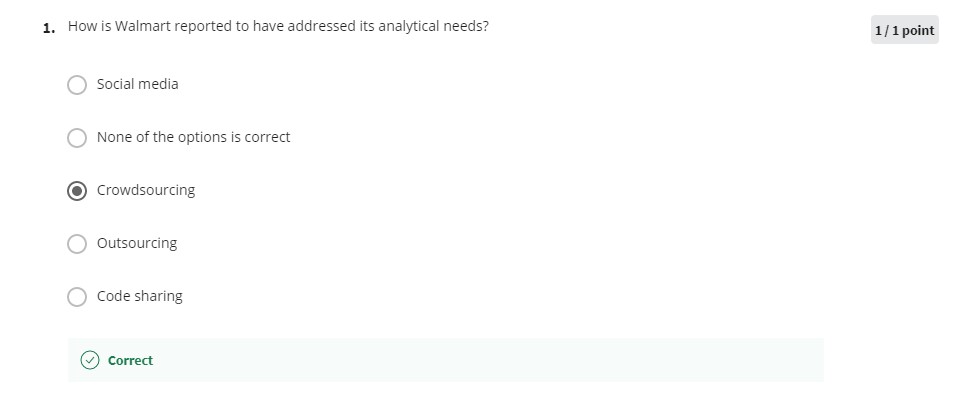 1. How is Walmart reported to have addressed its analytical needs?
1 / 1 point
Social media
None of the options is correct
Crowdsourcing
Outsourcing
Code sharing
Correct